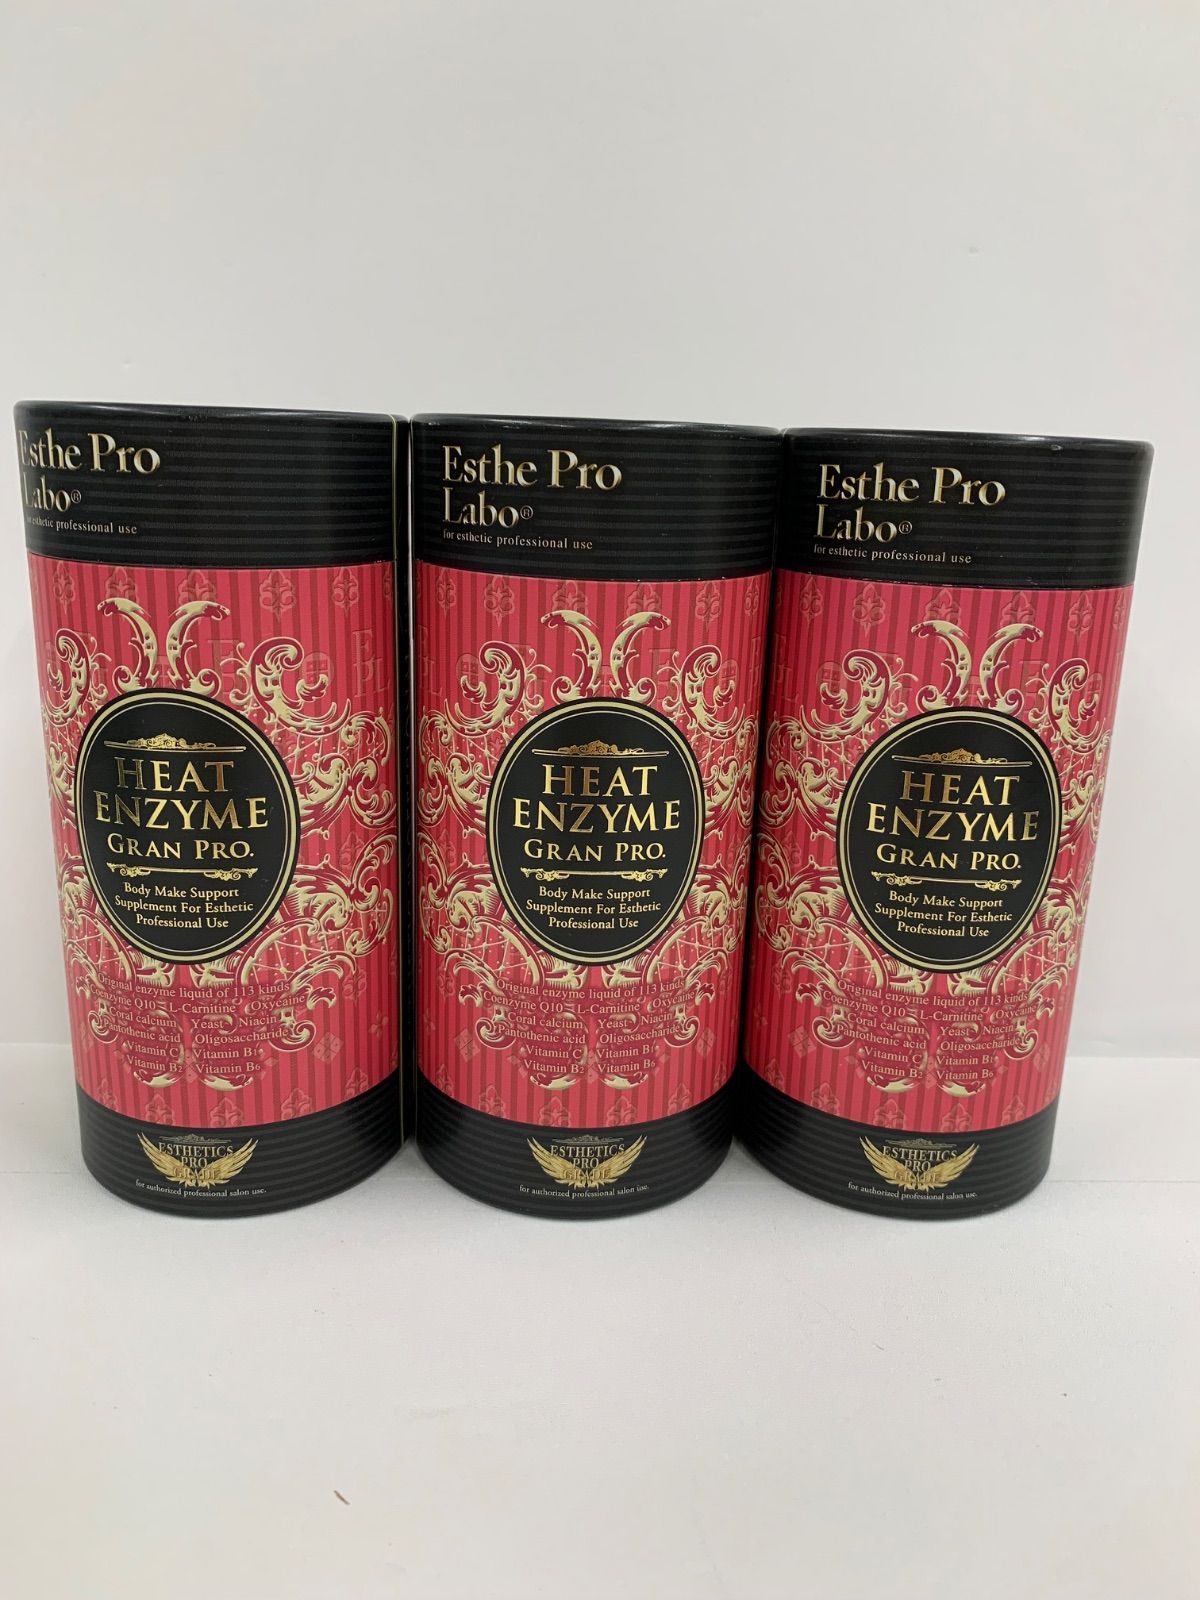 Esthe Pro
Labo®
for esthetic professional use
HEAT
ENZYME
GRAN PRO.
Body Make Support
Supplement For Esthetic
Professional Use
Original enzyme liquid of 113 kinds
Coenzyme Q10 L-Carnitine Oxycaine
Coral calcium Yeast Niacin
Pantothenic acid Oligosaccharide
Vitamin C Vitamin B1
Vitamin B2 Vitamin B6
ESTHETICS
PRO
GRADE
for authorized professional salon use.
Esthe Pro
Labo®
for esthetic professional use
HEAT
ENZYME
GRAN PRO.
Body Make Support
Supplement For Esthetic
Professional Use
Original enzyme liquid of 113 kinds
Coenzyme Q10 L-Carnitine Oxycaine
Coral calcium Yeast Niacin
Pantothenic acid Oligosaccharide
Vitamin C Vitamin B1
Vitamin B2 Vitamin B6
ESTHETICS
PRO
GRADE
for authorized professional salon use.
Esthe Pro
Labo®
for esthetic professional use
HEAT
ENZYME
GRAN PRO.
Body Make Support
Supplement For Esthetic
Professional Use
Original enzyme liquid of 113 kinds
Coenzyme Q10 L-Carnitine Oxycaine
Coral calcium Yeast Niacin
Pantothenic acid Oligosaccharide
Vitamin C Vitamin B1
Vitamin B2 Vitamin B6
ESTHETICS
PRO
GRADE
for authorized professional salon use.